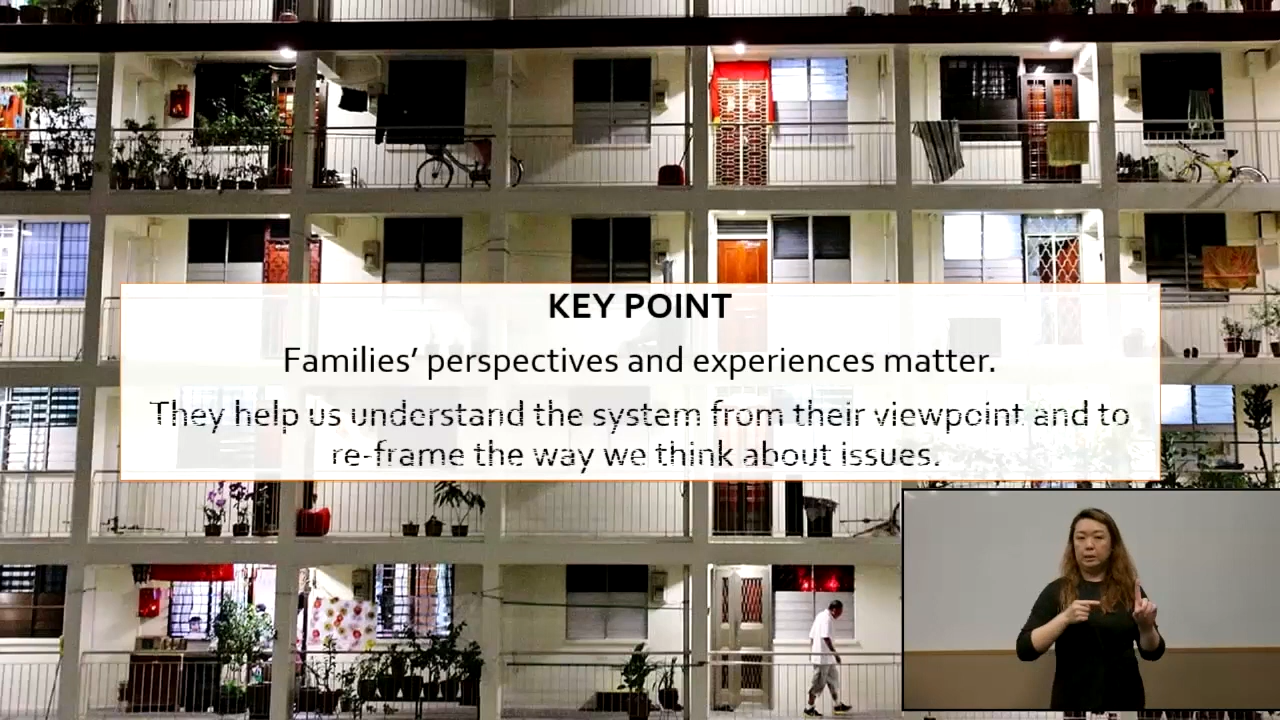 KEY POINT
Families’ perspectives and experiences matter.
They help us understand the system from their viewpoint and to
re-frame the way we think about issues.